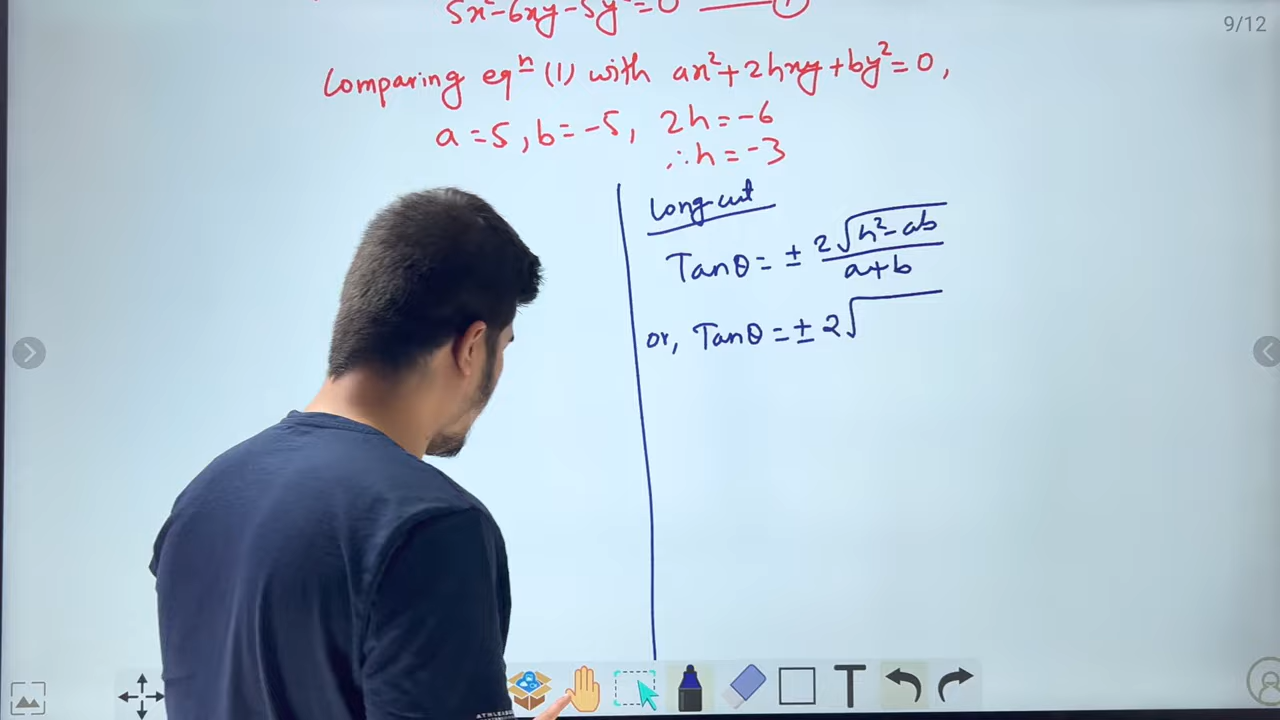 9/12
5x²-6xy-5y²=0 ——— ①
Comparing eqⁿ (1) with ax²+2hxy+by²=0,
a=5, b=-5, 2h=-6
∴h=-3
Long-cut
Tanθ = ± 2√(h²-ab) / (a+b)
or, Tanθ = ± 2√
T